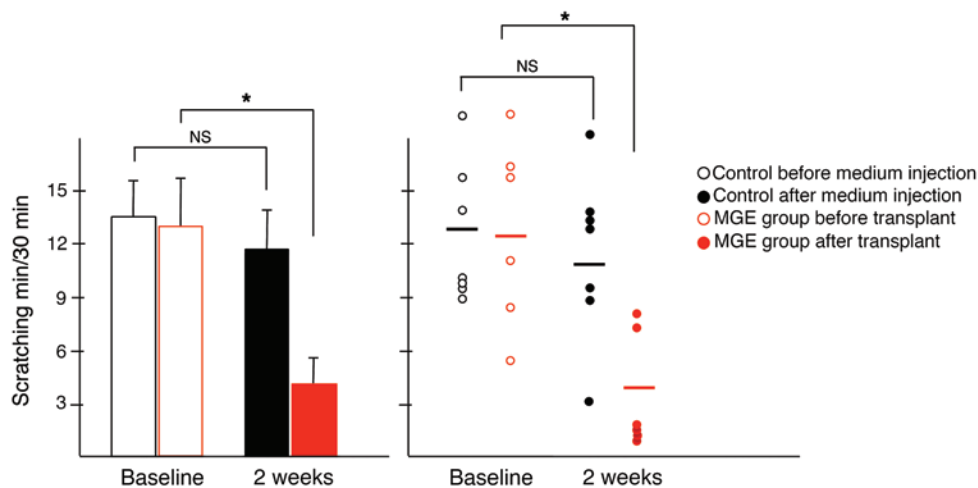 *
NS
*
NS
Scratching min/30 min
15
12
9
6
3
Baseline
2 weeks
Baseline
2 weeks
Control before medium injection
Control after medium injection
MGE group before transplant
MGE group after transplant